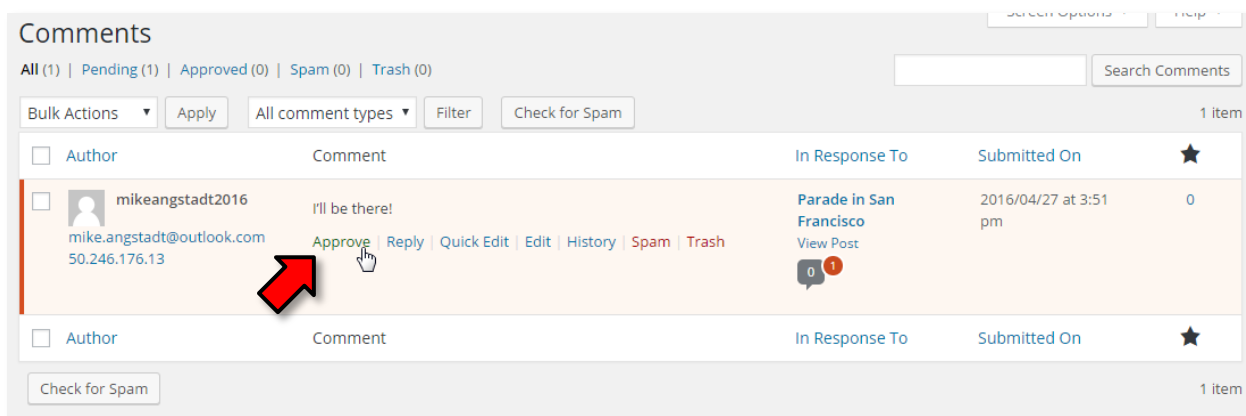 Screen Options Help
Comments
All (1) | Pending (1) | Approved (0) | Spam (0) | Trash (0)
Search Comments
Bulk Actions Apply All comment types Filter Check for Spam 1 item
Author Comment In Response To Submitted On
mikeangstadt2016 I'll be there! Parade in San Francisco 2016/04/27 at 3:51 pm 0
mike.angstadt@outlook.com Approve | Reply | Quick Edit | Edit | History | Spam | Trash View Post
50.246.176.13 0 1
Author Comment In Response To Submitted On
Check for Spam 1 item